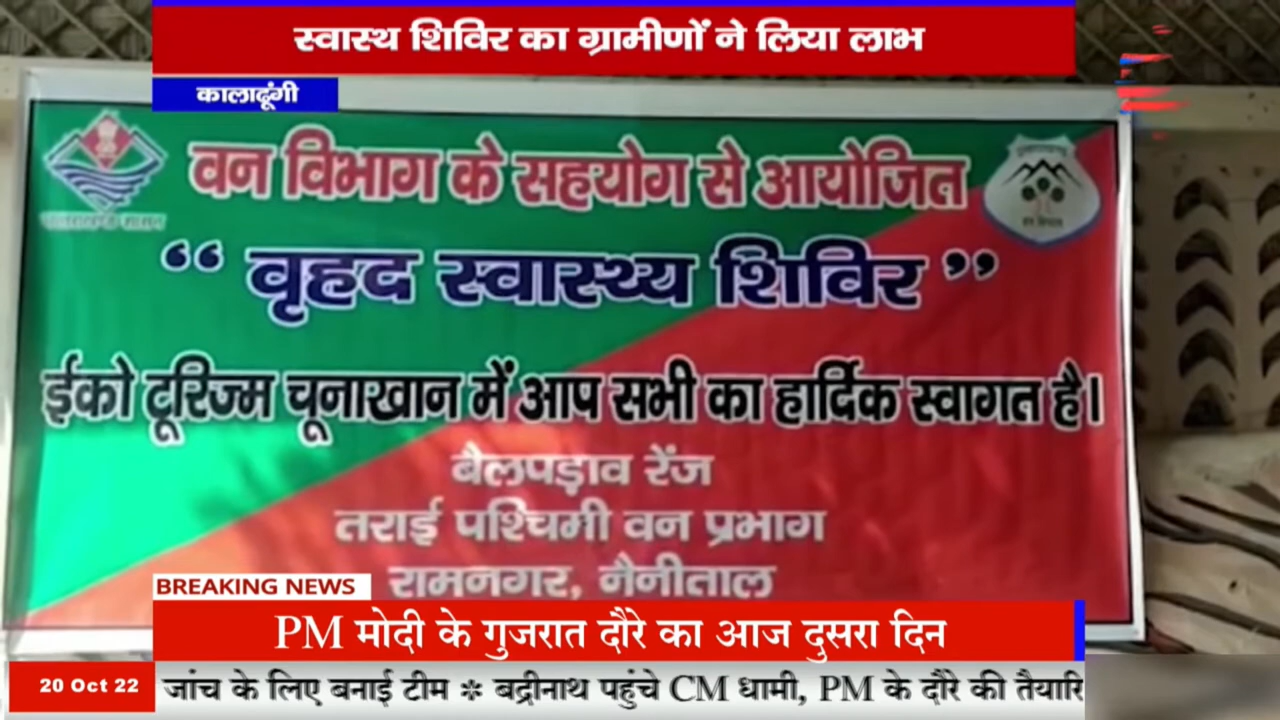 स्वास्थ शिविर का ग्रामीणों ने लिया लाभ
कालाढूंगी
वन विभाग के सहयोग से आयोजित
“ वृहद स्वास्थ्य शिविर ”
ईको टूरिज्म चूनाखान में आप सभी का हार्दिक स्वागत है।
बैलपड़ाव रेंज
तराई पश्चिमी वन प्रभाग
रामनगर, नैनीताल
BREAKING NEWS
PM मोदी के गुजरात दौरे का आज दुसरा दिन
20 Oct 22
जांच के लिए बनाई टीम * बद्रीनाथ पहुंचे CM धामी, PM के दौरे की तैयारि